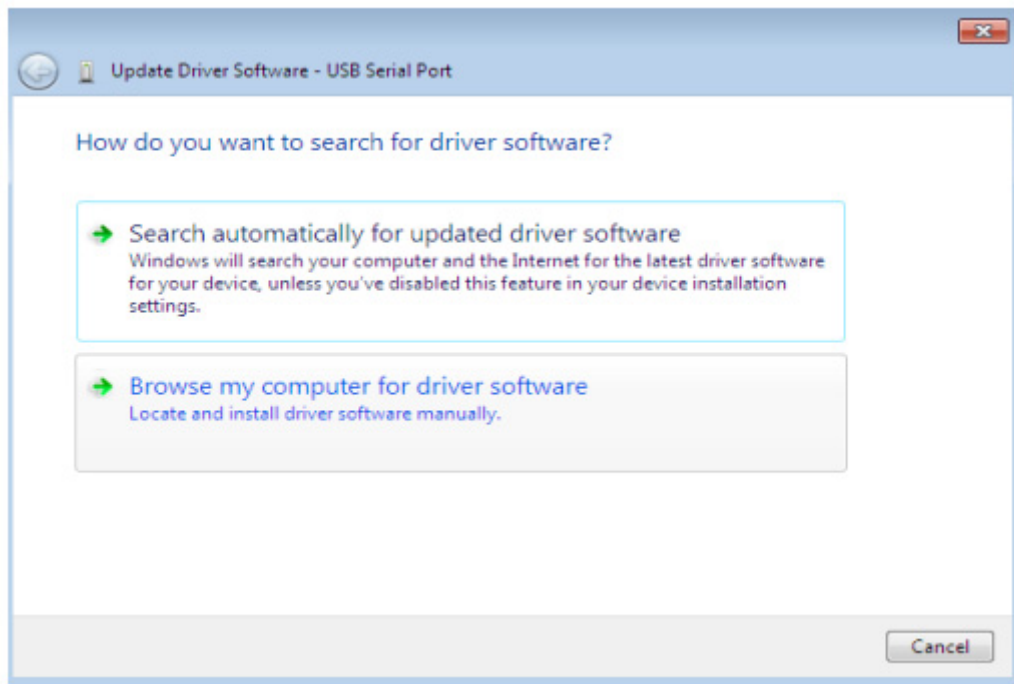 Update Driver Software - USB Serial Port
How do you want to search for driver software?
Search automatically for updated driver software
Windows will search your computer and the Internet for the latest driver software
for your device, unless you've disabled this feature in your device installation
settings.
Browse my computer for driver software
Locate and install driver software manually.
Cancel